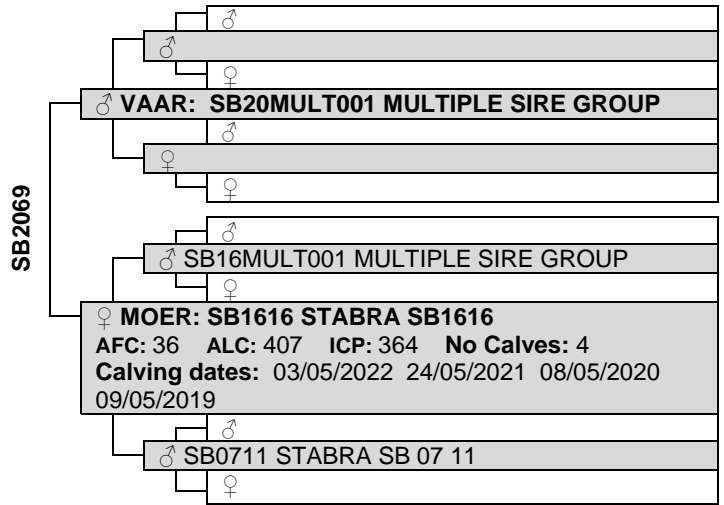 ♂
♂
♀
♂ VAAR: SB20MULT001 MULTIPLE SIRE GROUP
♂
♀
♀
SB2069
♂
♂ SB16MULT001 MULTIPLE SIRE GROUP
♀
♀ MOER: SB1616 STABRA SB1616
AFC: 36 ALC: 407 ICP: 364 No Calves: 4
Calving dates: 03/05/2022 24/05/2021 08/05/2020
09/05/2019
♂
♂ SB0711 STABRA SB 07 11
♀